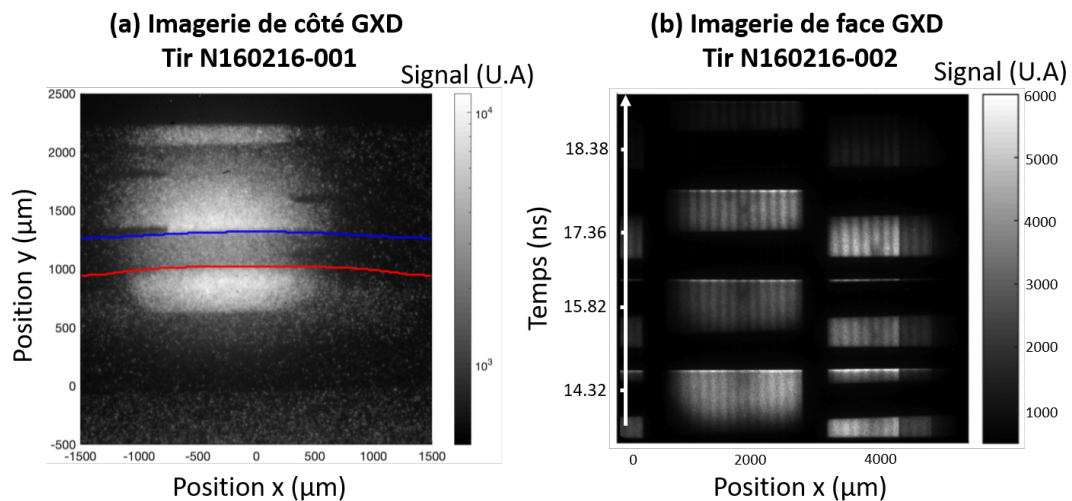 (a) Imagerie de côté GXD
Tir N160216-001
Signal (U.A)
2500
2000
1500
1000
500
0
-500
Position y (µm)
-1500
-1000
-500
0
500
1000
1500
Position x (µm)
10⁴
10³
(b) Imagerie de face GXD
Tir N160216-002
Signal (U.A)
18.38
17.36
15.82
14.32
Temps (ns)
0
2000
4000
Position x (µm)
6000
5000
4000
3000
2000
1000